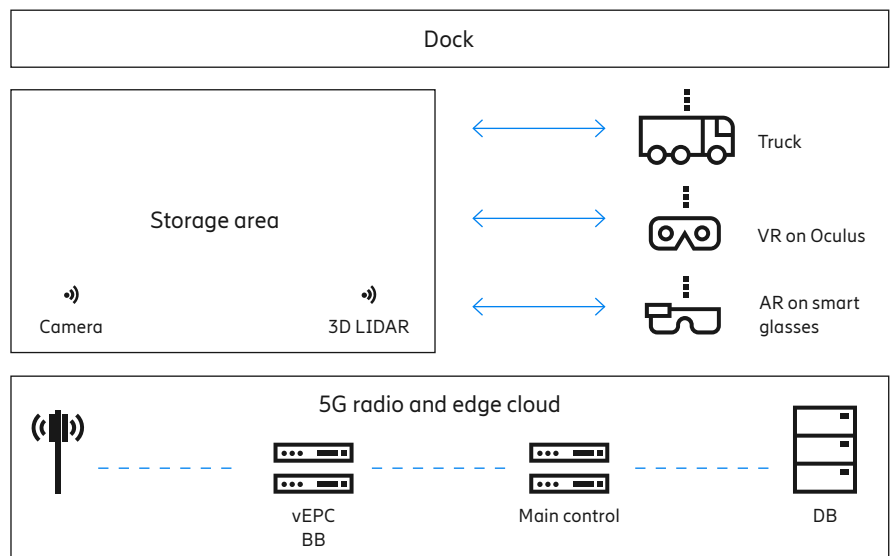 Dock
Storage area
Camera
3D LIDAR
Truck
VR on Oculus
AR on smart
glasses
5G radio and edge cloud
vEPC
BB
Main control
DB